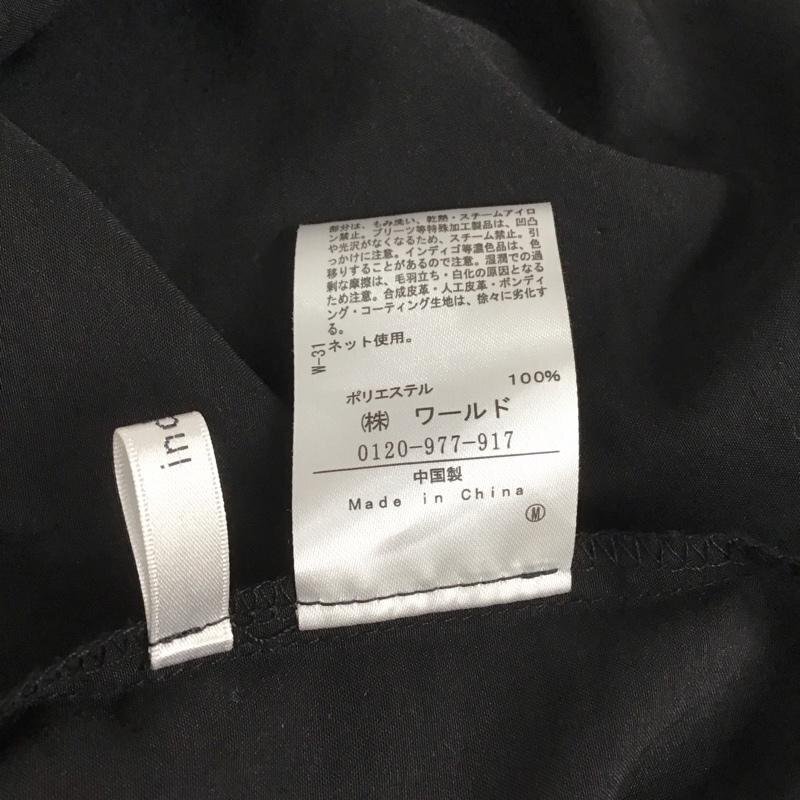 部分は、もみ洗い、乾熱・スチームアイロ
ン禁止。プリーツ等特殊加工製品は、凹凸
や光沢がなくなるため、スチーム禁止。引
っかけに注意。インディゴ等濃色品は、色
移りすることがあるので注意。湿潤での過
剰な摩擦は、毛羽立ち・白化の原因となる
ため注意。合成皮革・人工皮革・ボンディ
ング・コーティング生地は、徐々に劣化す
る。
W-31
ネット使用。
ポリエステル 100%
㈱ ワールド
0120-977-917
中国製
Made in China
Ⓜ
ind